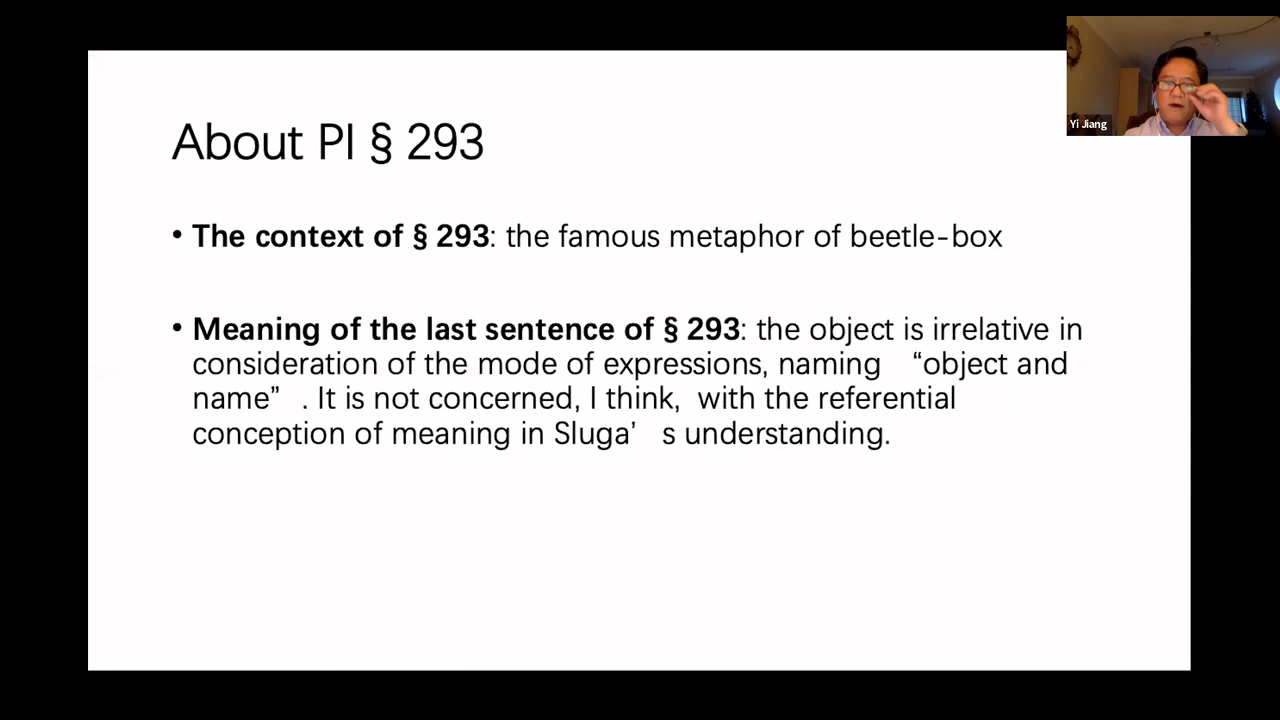 Yi Jiang
About PI § 293
• The context of § 293: the famous metaphor of beetle-box
• Meaning of the last sentence of § 293: the object is irrelative in
consideration of the mode of expressions, naming “object and
name” . It is not concerned, I think, with the referential
conception of meaning in Sluga’ s understanding.